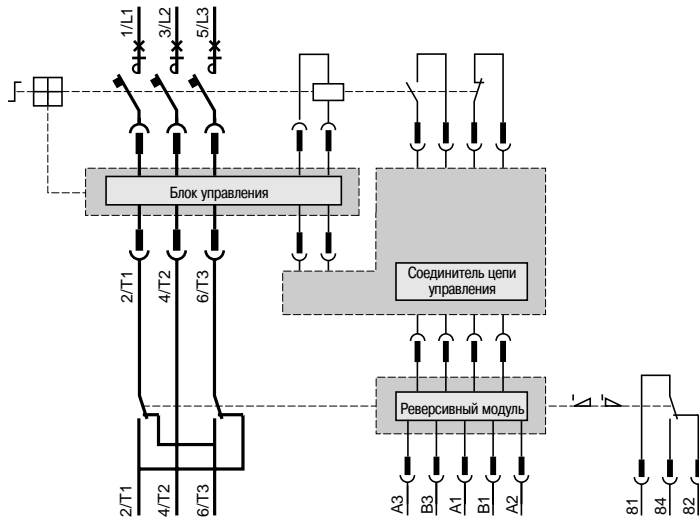 1/L1
3/L2
5/L3
Блок управления
2/T1
4/T2
6/T3
Соединитель цепи
управления
Реверсивный модуль
2/T1
4/T2
6/T3
A3
B3
A1
B1
A2
81
84
82